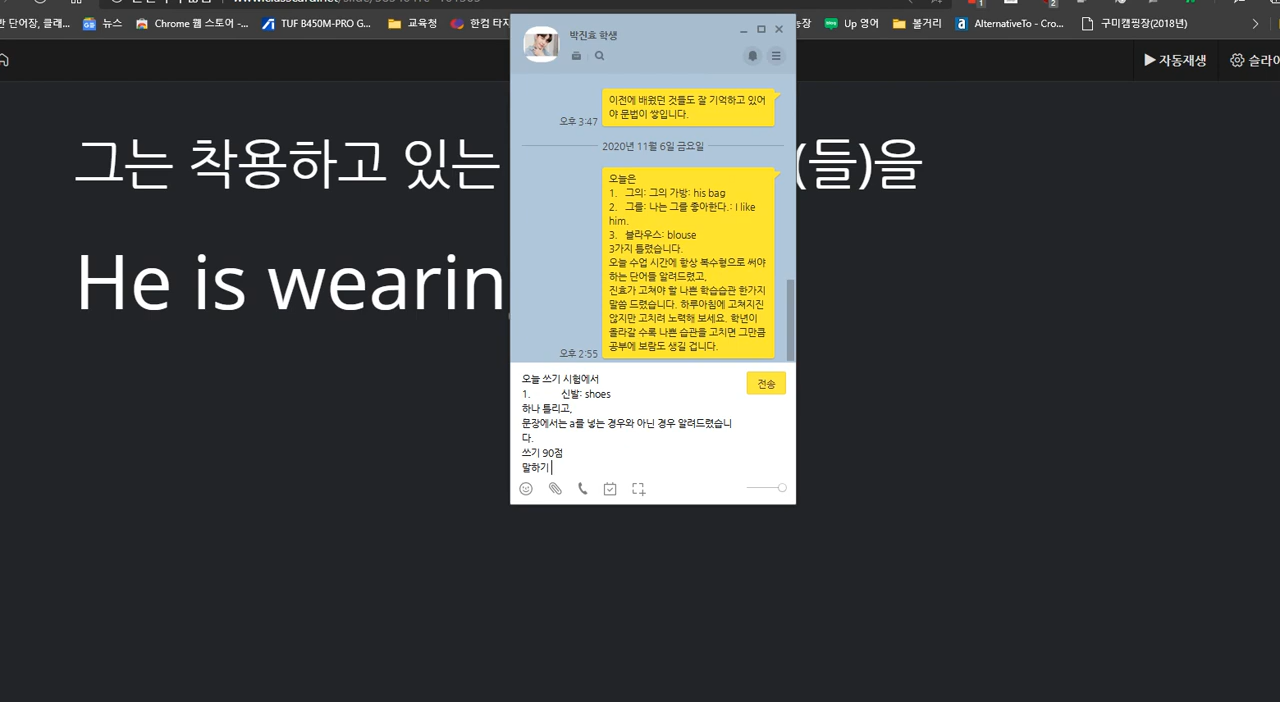 단어장, 클래...
뉴스
Chrome 웹 스토어 -...
TUF B450M-PRO G...
교육청
한컴 타자
Up 영어
볼거리
AlternativeTo - Cro...
구미캠핑장(2018년)
자동재생
슬라이
박진효 학생
이전에 배웠던 것들도 잘 기억하고 있어
야 문법이 쌓입니다.
오후 3:47
2020년 11월 6일 금요일
그는 착용하고 있는
(들)을
He is wearin
오늘은
1. 그의: 그의 가방: his bag
2. 그를: 나는 그를 좋아한다.: I like
him.
3. 블라우스: blouse
3가지 틀렸습니다.
오늘 수업 시간에 항상 복수형으로 써야
하는 단어들 알려드렸고,
진효가 고쳐야 할 나쁜 학습습관 한가지
말씀 드렸습니다. 하루아침에 고쳐지진
않지만 고치려 노력해 보세요. 학년이
올라갈 수록 나쁜 습관들 고치면 그만큼
공부에 보람도 생길 겁니다.
오후 2:55
오늘 쓰기 시험에서
1. 신발: shoes
하나 틀리고,
문장에서는 a를 넣는 경우와 아닌 경우 알려드렸습니
다.
쓰기 90점
말하기
전송